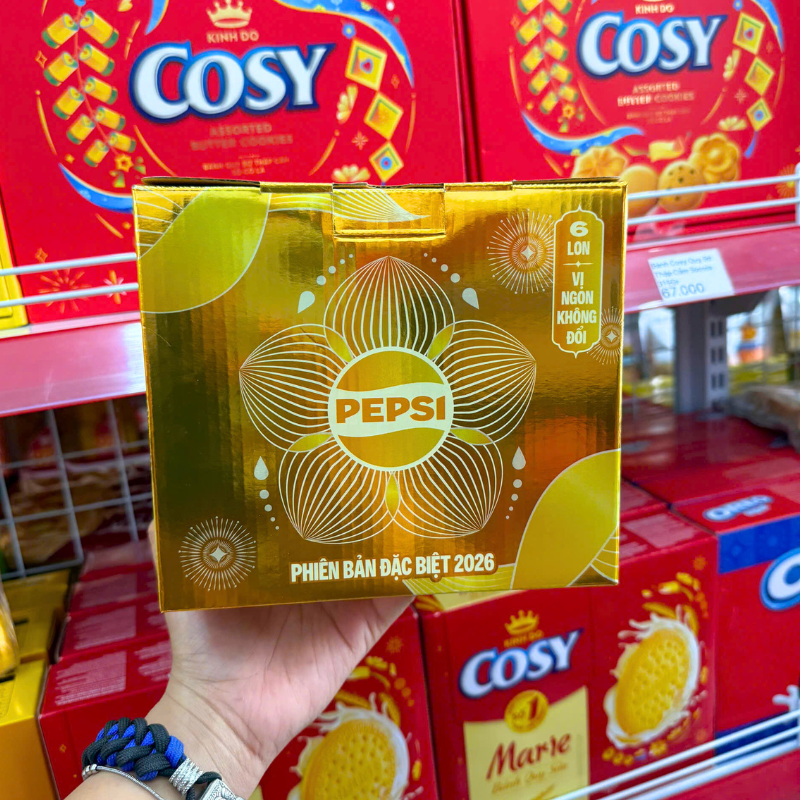 KINH ĐÔ
COSY
ASSORTED
BUTTER COOKIES
KINH ĐÔ
COSY
ASSORTED
BUTTER COOKIES
6
LON
VỊ
NGON
KHÔNG
ĐỔI
67.000
PEPSI
PHIÊN BẢN ĐẶC BIỆT 2026
OREO
KINH ĐÔ
COSY
Marie